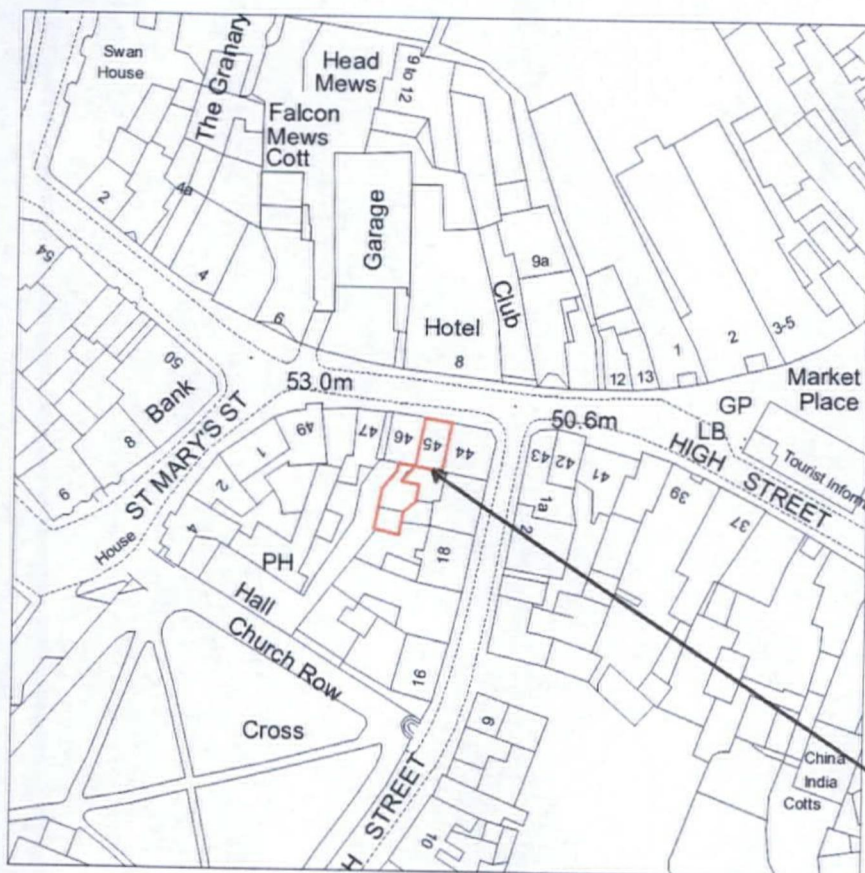 Swan
House
The Granary
Head
Mews
9 to 12
Falcon
Mews
Cott
2
4a
4
6
Garage
Hotel
8
Club
9a
12
13
1
2
3-5
54
50
Bank
8
6
53.0m
50.6m
GP
LB
Market
Place
Tourist Inform
HIGH STREET
ST MARY'S ST
49
47
46
45
44
43
42
41
39
37
1
2
4
House
PH
Hall
Church Row
Cross
18
16
1a
2
6
10
H STREET
China
India
Cotts